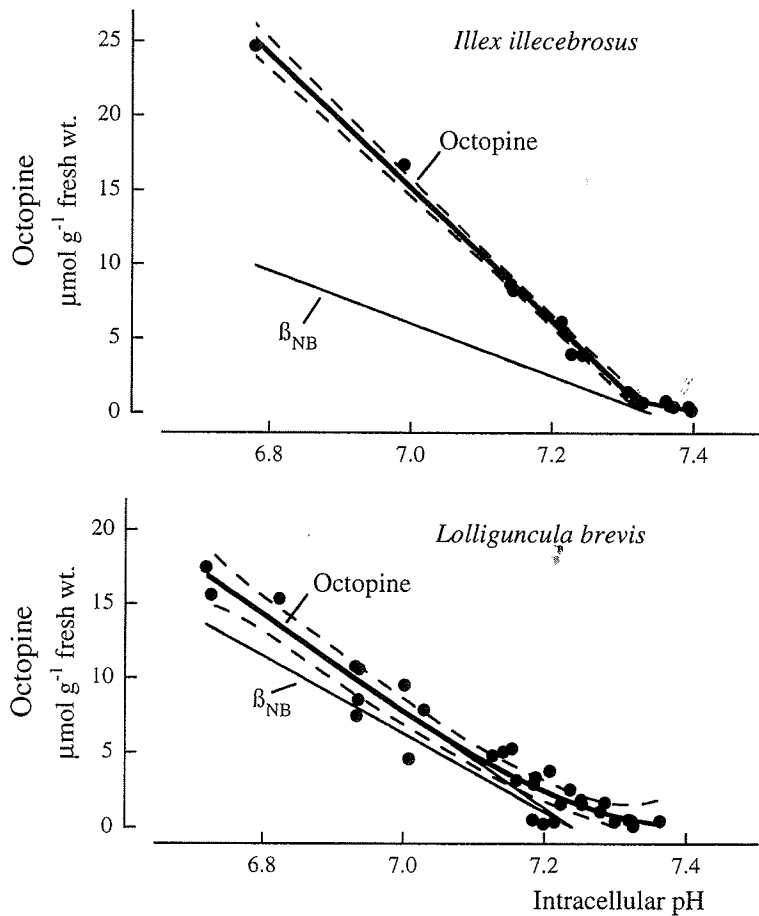 Illex illecebrosus
Octopine
µmol g-1 fresh wt.
25
20
15
10
5
0
Octopine
ßNB
6.8 7.0 7.2 7.4
Lolliguncula brevis
Octopine
µmol g-1 fresh wt.
20
15
10
5
0
Octopine
ßNB
6.8 7.0 7.2 7.4
Intracellular pH